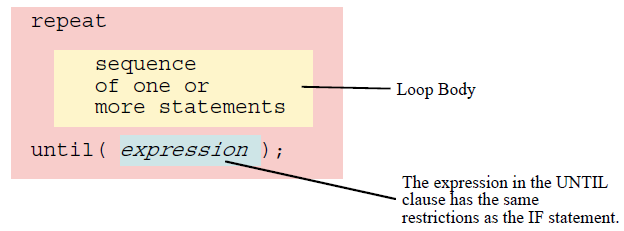 repeat
sequence
of one or
more statements
Loop Body
until( expression );
The expression in the UNTIL
clause has the same
restrictions as the IF statement.